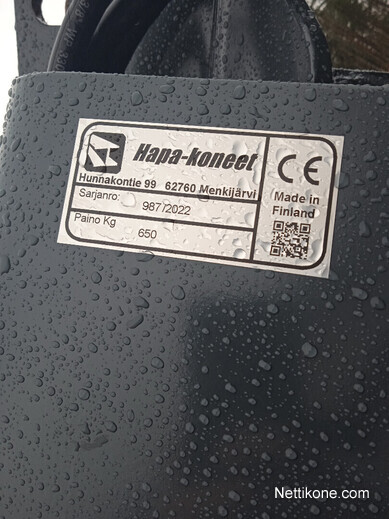 Hapa-koneet
Hunnakontie 99 62760 Menkijärvi
Sarjanro: 987/2022
Paino Kg
650
CE
Made in
Finland
Nettikone.com